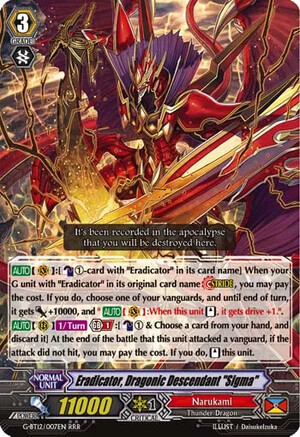 3
GRADE
It's been recorded in the apocalypse
that you will be destroyed here.
AUTO [ ]:[ ①-card with "Eradicator" in its card name] When your
G unit with "Eradicator" in its original card name STRIDE, you may pay
the cost. If you do, choose one of your vanguards, and until end of turn,
it gets +10000, and " AUTO [ ]:When this unit [ ], it gets drive +1.".
AUTO [ ] 1/Turn [ 1 & Choose a card from your hand, and
discard it] At the end of the battle that this unit attacked a vanguard, if the
attack did not hit, you may pay the cost. If you do, [ ] this unit.
NORMAL UNIT
Eradicator, Dragonic Descendant "Sigma"
POWER
11000
1
CRITICAL
Narukami
Thunder Dragon
G-BT12 / 007EN RRR
ILLUST / DaisukeIzuka